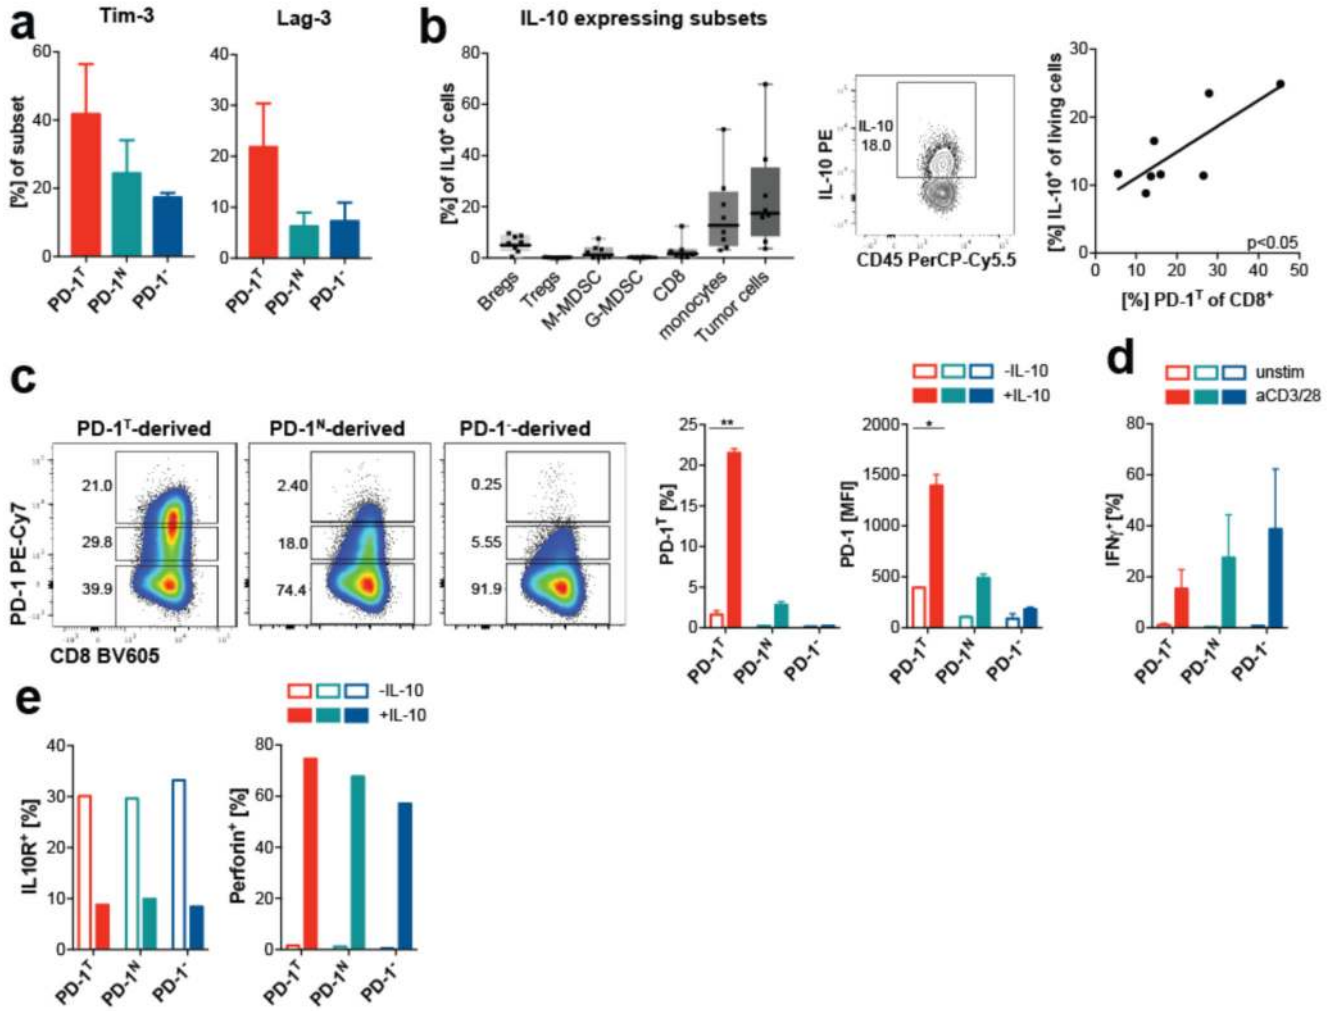 a
Tim-3
Lag-3
[%] of subset
60
40
20
0
PD-1ᵀ
PD-1ᴺ
PD-1⁻
40
30
20
10
0
PD-1ᵀ
PD-1ᴺ
PD-1⁻
b
IL-10 expressing subsets
[%] of IL10⁺ cells
80
60
40
20
0
Bregs
Tregs
M-MDSC
G-MDSC
CD8
monocytes
Tumor cells
IL-10 PE
IL-10
18.0
CD45 PerCP-Cy5.5
[%] IL-10⁺ of living cells
30
20
10
0
p<0.05
0 10 20 30 40 50
[%] PD-1ᵀ of CD8⁺
c
PD-1ᵀ-derived
PD-1ᴺ-derived
PD-1⁻-derived
PD-1 PE-Cy7
21.0
29.8
39.9
2.40
18.0
74.4
0.25
5.55
91.9
CD8 BV605
-IL-10
+IL-10
PD-1ᵀ [%]
25
20
15
10
5
0
**
PD-1ᵀ
PD-1ᴺ
PD-1⁻
PD-1 [MFI]
2000
1500
1000
500
0
*
PD-1ᵀ
PD-1ᴺ
PD-1⁻
d
unstim
aCD3/28
IFNγ⁺ [%]
80
60
40
20
0
PD-1ᵀ
PD-1ᴺ
PD-1⁻
e
-IL-10
+IL-10
IL10R⁺ [%]
40
30
20
10
0
PD-1ᵀ
PD-1ᴺ
PD-1⁻
Perforin⁺ [%]
80
60
40
20
0
PD-1ᵀ
PD-1ᴺ
PD-1⁻